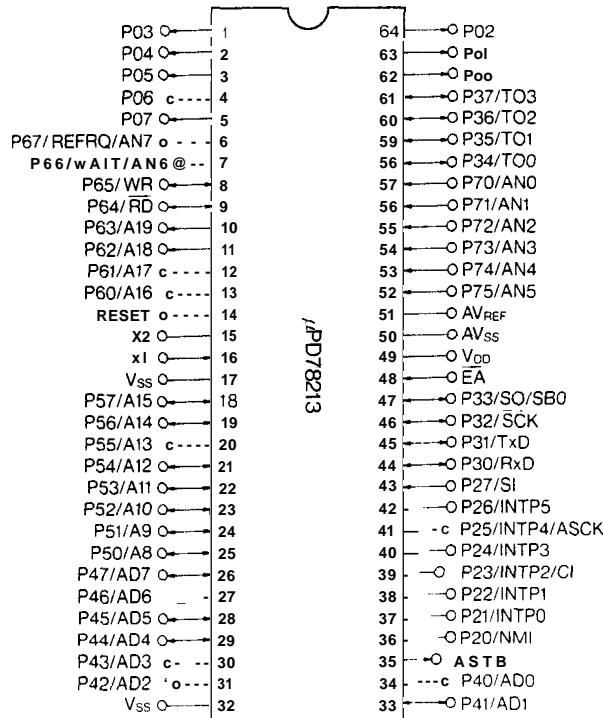 P03 1 64 P02
P04 2 63 Pol
P05 3 62 Poo
P06 c 4 61 P37/TO3
P07 5 60 P36/TO2
P67/REFRQ/AN7 o 6 59 P35/TO1
P66/wAIT/AN6@ 7 56 P34/TO0
P65/WR 8 57 P70/AN0
P64/RD 9 56 P71/AN1
P63/A19 10 55 P72/AN2
P62/A18 11 54 P73/AN3
P61/A17 c 12 53 P74/AN4
P60/A16 c 13 52 P75/AN5
RESET o 14 51 AVREF
X2 15 50 AVss
xI 16 49 VDD
Vss 17 48 EA
P57/A15 18 47 P33/SO/SB0
P56/A14 19 46 P32/SCK
P55/A13 c 20 45 P31/TxD
P54/A12 21 44 P30/RxD
P53/A11 22 43 P27/SI
P52/A10 23 42 P26/INTP5
P51/A9 24 41 c P25/INTP4/ASCK
P50/A8 25 40 P24/INTP3
P47/AD7 26 39 P23/INTP2/CI
P46/AD6 27 38 P22/INTP1
P45/AD5 28 37 P21/INTP0
P44/AD4 29 36 P20/NMI
P43/AD3 c 30 35 ASTB
P42/AD2 'o 31 34 c P40/AD0
Vss 32 33 P41/AD1
μPD78213